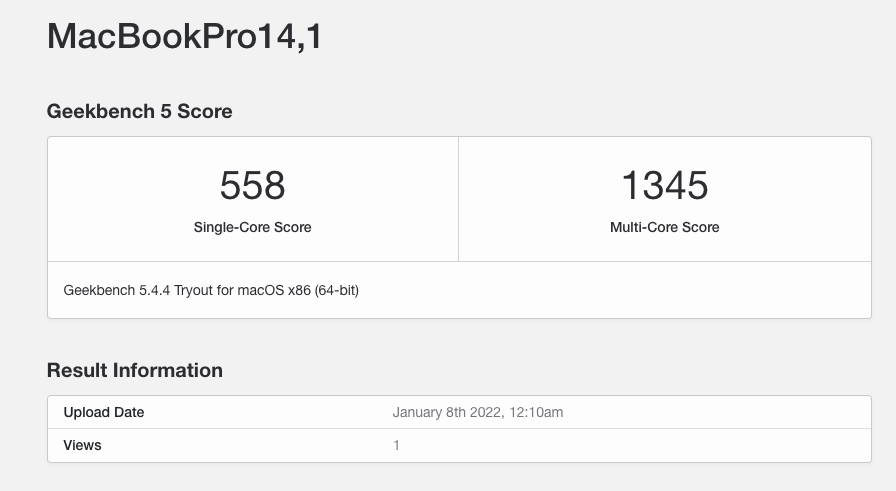 MacBookPro14,1
Geekbench 5 Score
558
Single-Core Score
1345
Multi-Core Score
Geekbench 5.4.4 Tryout for macOS x86 (64-bit)
Result Information
Upload Date January 8th 2022, 12:10am
Views 1